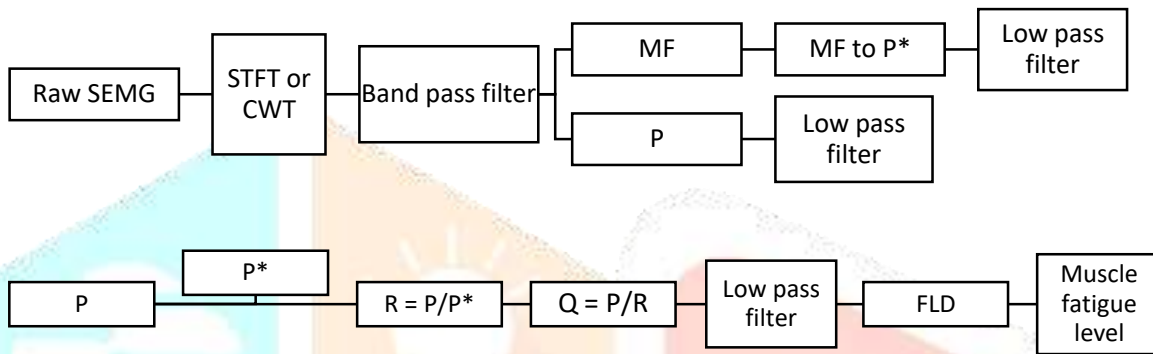 Raw SEMG
STFT or
CWT
Band pass filter
MF
MF to P*
Low pass
filter
P
Low pass
filter
P
P*
R = P/P*
Q = P/R
Low pass
filter
FLD
Muscle
fatigue
level